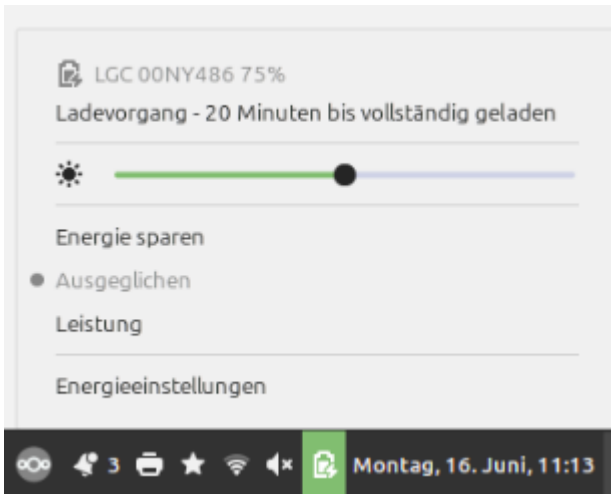 LGC 00NY486 75%
Ladevorgang - 20 Minuten bis vollständig geladen
Energie sparen
Ausgeglichen
Leistung
Energieeinstellungen
3 Montag, 16. Juni, 11:13